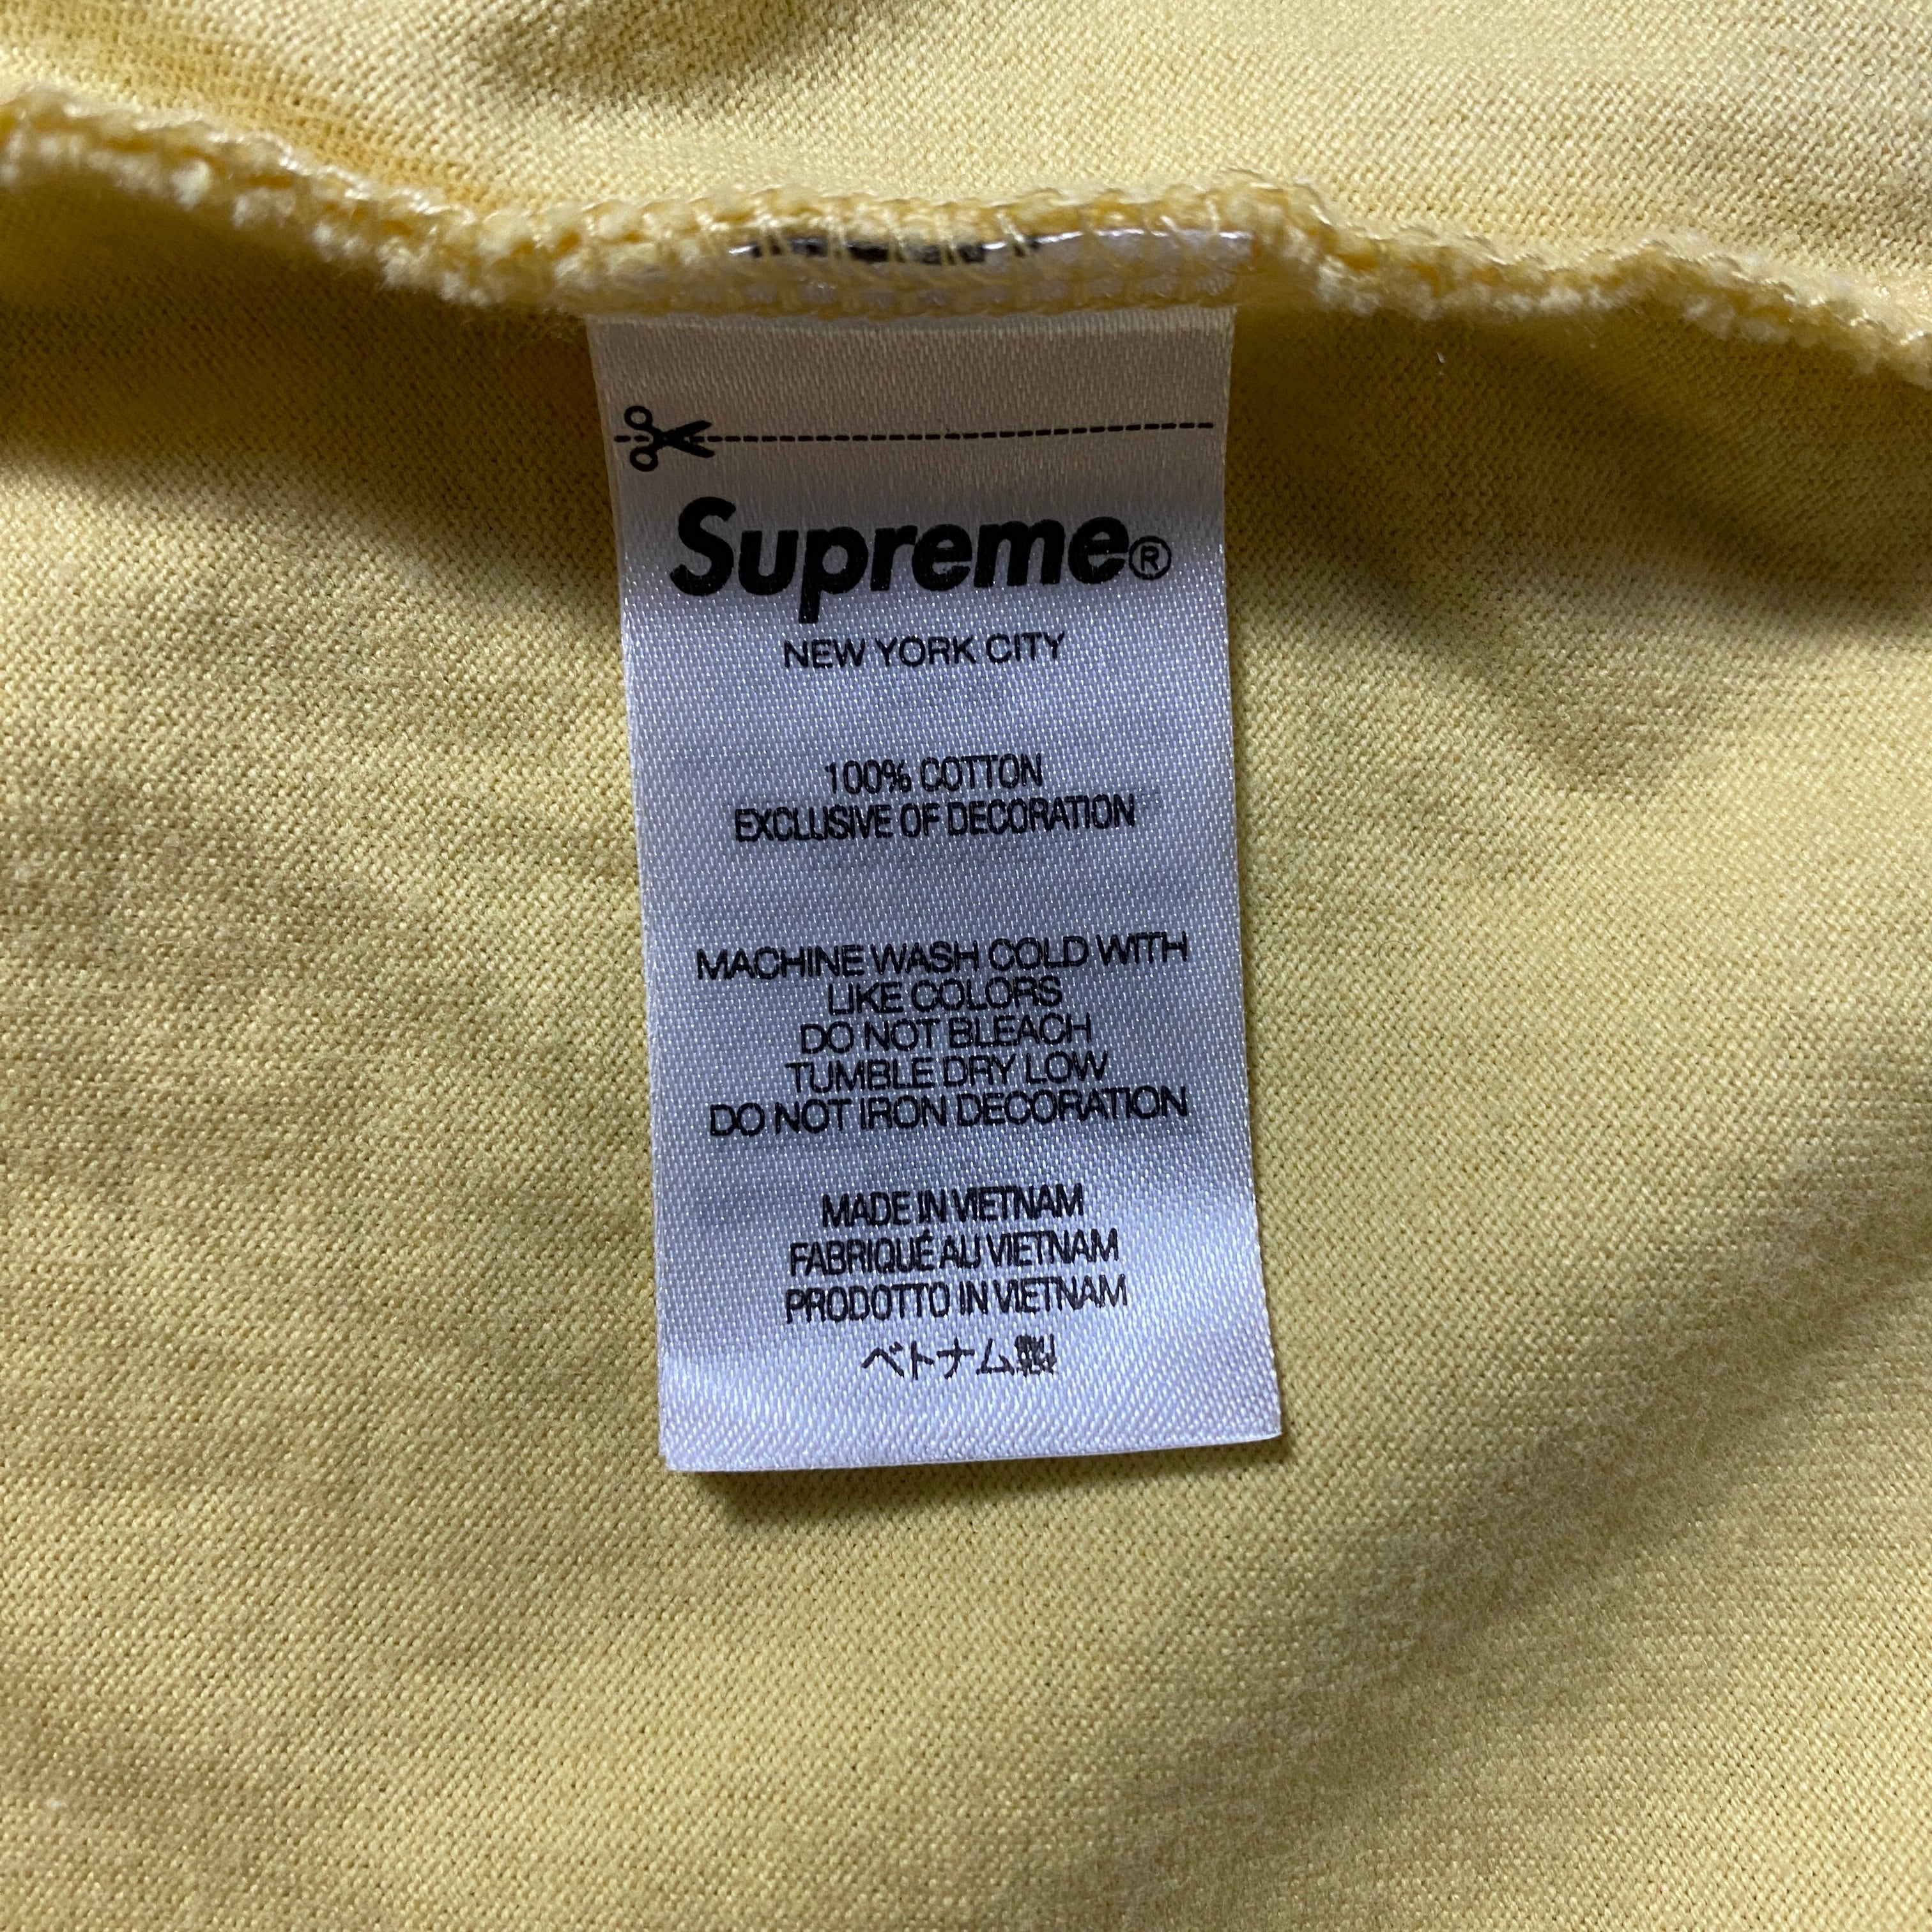 Supreme®
NEW YORK CITY
100% COTTON
EXCLUSIVE OF DECORATION
MACHINE WASH COLD WITH
LIKE COLORS
DO NOT BLEACH
TUMBLE DRY LOW
DO NOT IRON DECORATION
MADE IN VIETNAM
FABRIQUÉ AU VIETNAM
PRODOTTO IN VIETNAM
ベトナム製